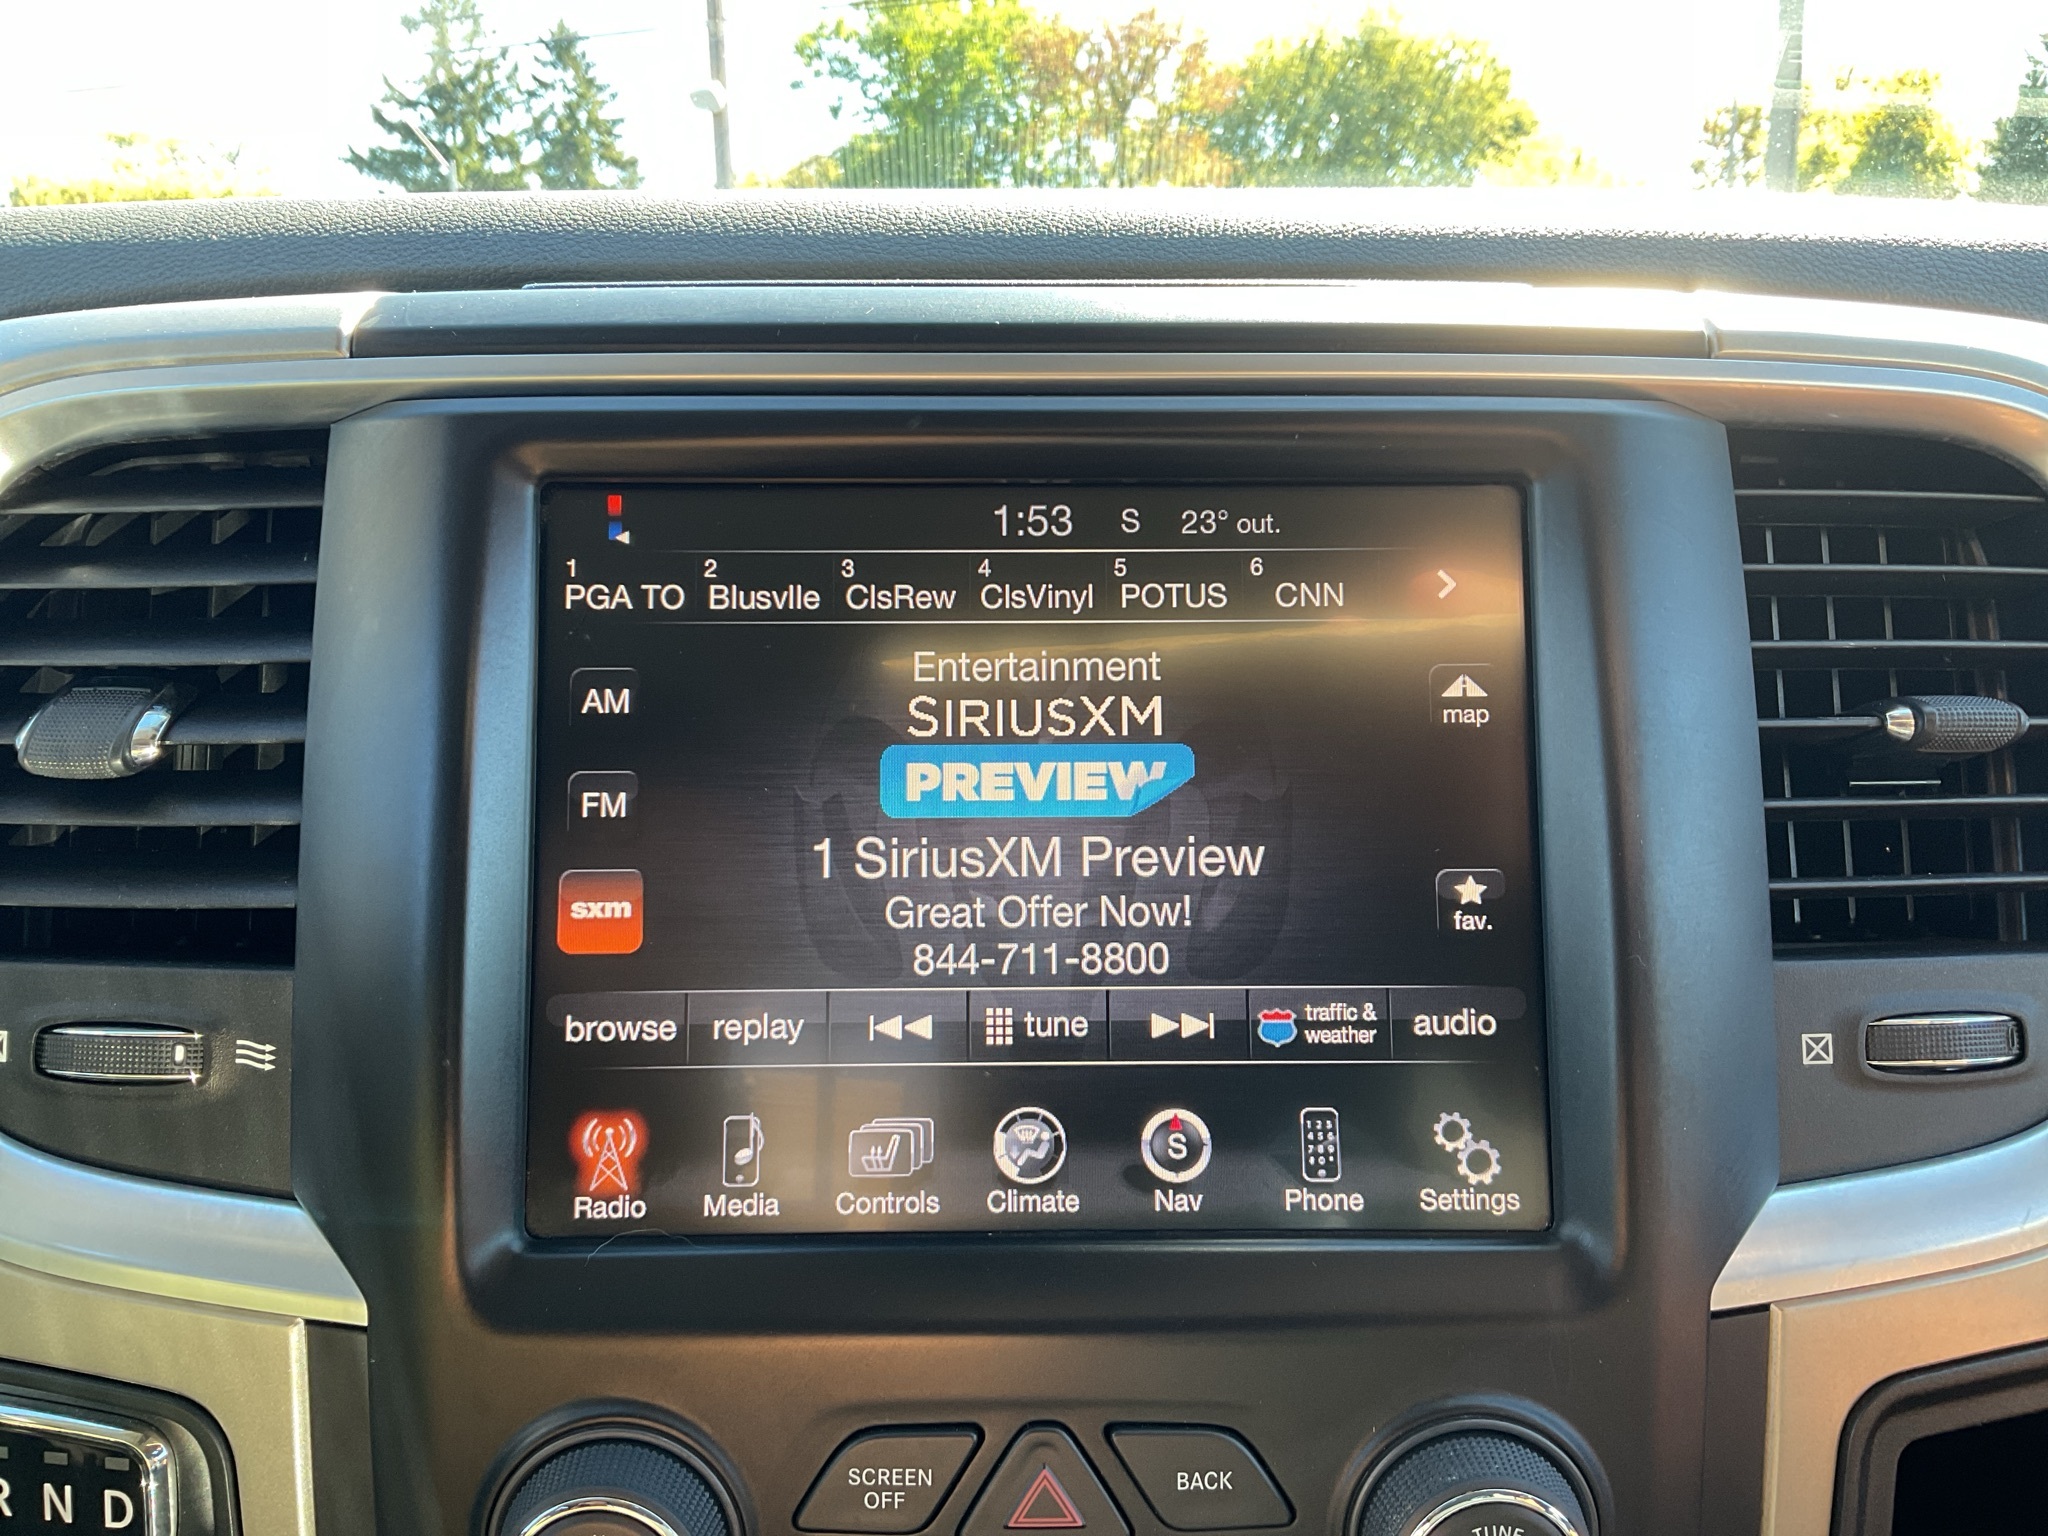 1:53 S 23° out.
1 2 3 4 5 6
PGA TO Blusvlle ClsRew ClsVinyl POTUS CNN
Entertainment
AM
SIRIUSXM
map
PREVIEW
FM
1 SiriusXM Preview
sxm
Great Offer Now!
fav.
844-711-8800
browse replay tune traffic & weather audio
S
Radio Media Controls Climate Nav Phone Settings
SCREEN OFF
BACK
R N D
TUNE